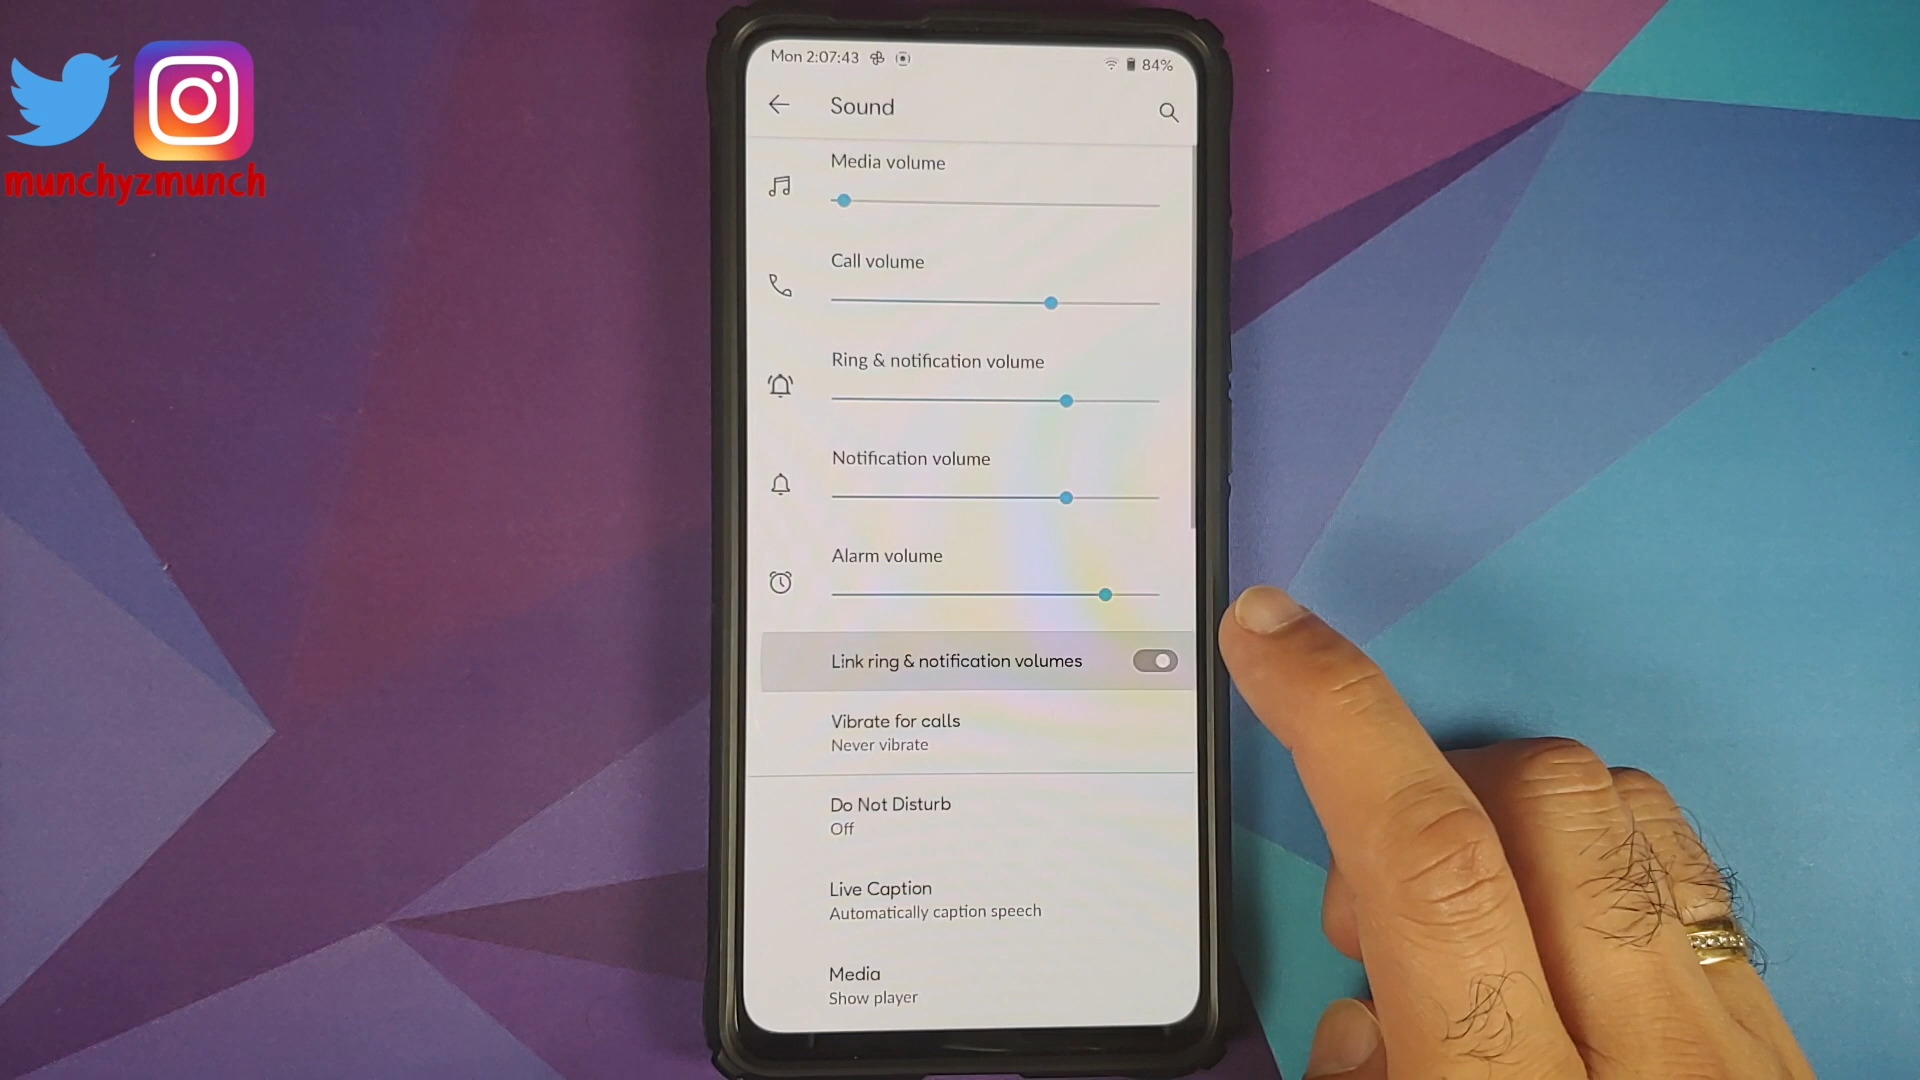 munchyzmunch
Mon 2:07:43
84%
Sound
Media volume
Call volume
Ring & notification volume
Notification volume
Alarm volume
Link ring & notification volumes
Vibrate for calls
Never vibrate
Do Not Disturb
Off
Live Caption
Automatically caption speech
Media
Show player